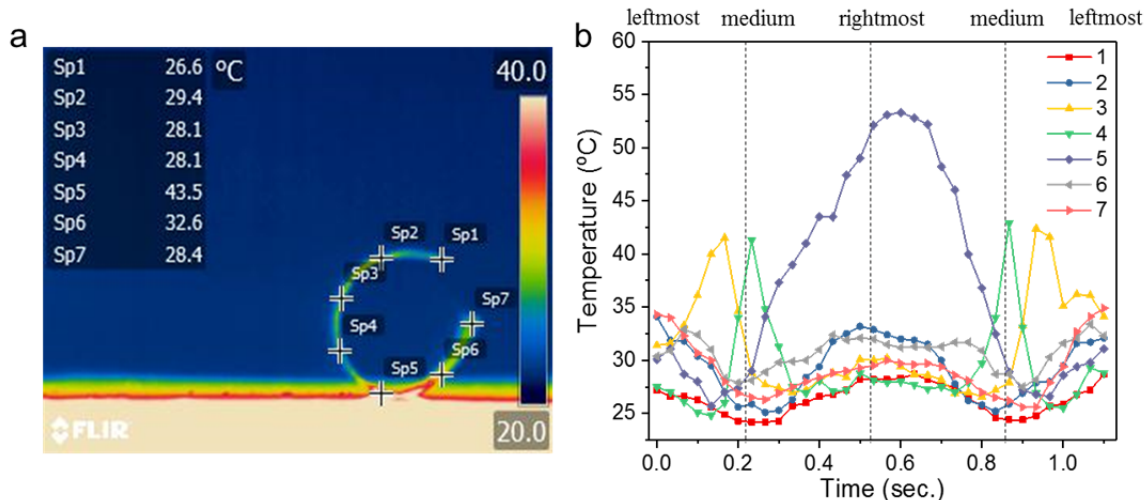 a
Sp1 26.6
Sp2 29.4
Sp3 28.1
Sp4 28.1
Sp5 43.5
Sp6 32.6
Sp7 28.4
ºC
40.0
Sp2 Sp1
Sp3
Sp7
Sp4
Sp5
Sp6
FLIR
20.0
b
leftmost medium rightmost medium leftmost
60
55
50
45
40
35
30
25
Temperature (ºC)
1
2
3
4
5
6
7
0.0 0.2 0.4 0.6 0.8 1.0
Time (sec.)